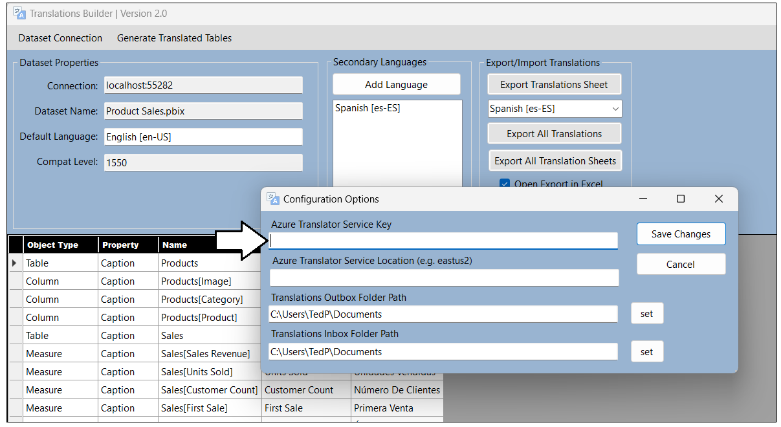 Translations Builder | Version 2.0
Dataset Connection Generate Translated Tables
Dataset Properties
Connection: localhost:55282
Dataset Name: Product Sales.pbix
Default Language: English [en-US]
Compat Level: 1550
Secondary Languages
Add Language
Spanish [es-ES]
Export/Import Translations
Export Translations Sheet
Spanish [es-ES]
Export All Translations
Export All Translation Sheets
Open Export in Excel
Configuration Options
Azure Translator Service Key
Save Changes
Azure Translator Service Location (e.g. eastus2)
Cancel
Translations Outbox Folder Path
C:\Users\TedP\Documents set
Translations Inbox Folder Path
C:\Users\TedP\Documents set
Object Type Property Name
Table Caption Products
Column Caption Products[Image]
Column Caption Products[Category]
Column Caption Products[Product]
Table Caption Sales
Measure Caption Sales[Sales Revenue]
Measure Caption Sales[Units Sold] Units Sold Unidades Vendidas
Measure Caption Sales[Customer Count] Customer Count Número De Clientes
Measure Caption Sales[First Sale] First Sale Primera Venta